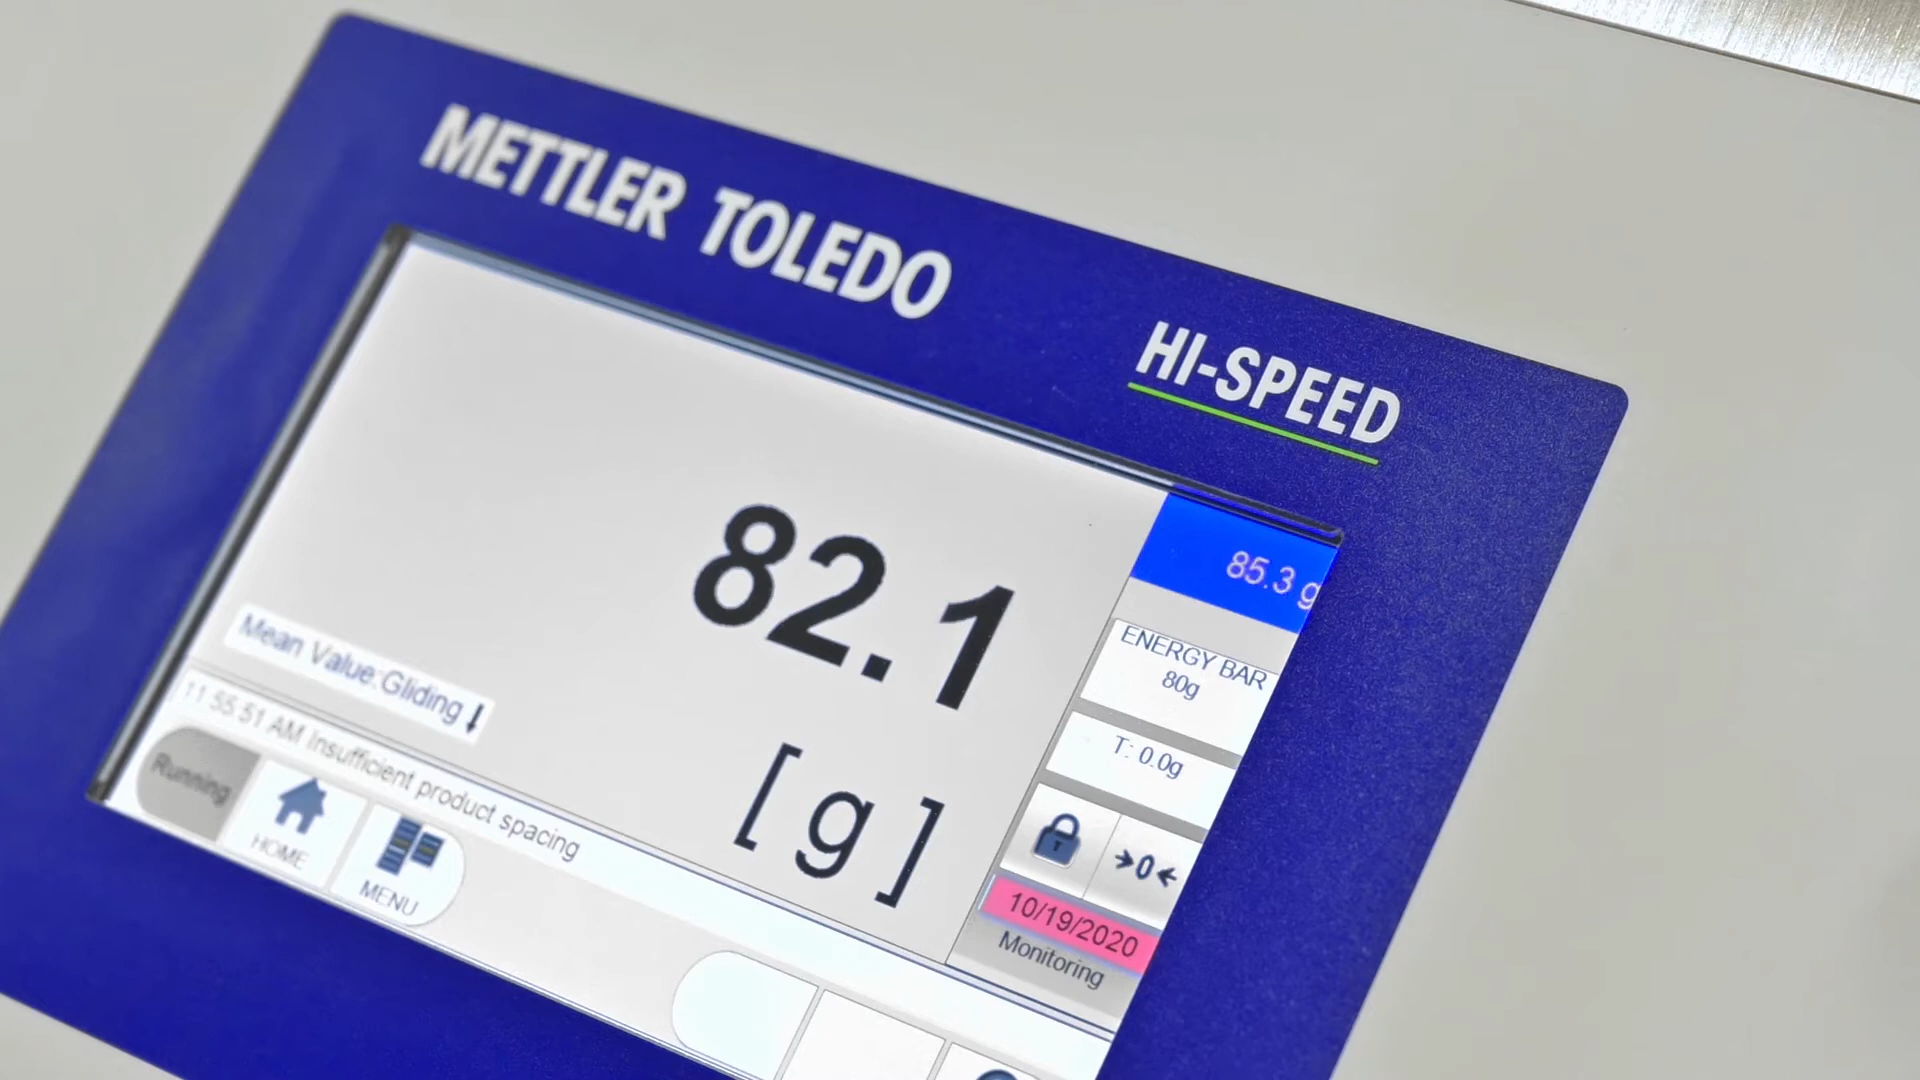 METTLER TOLEDO
HI-SPEED
85.3 g
82.1
[g]
ENERGY BAR
80g
T: 0.0g
→0←
10/19/2020
Monitoring
Mean Value:Gliding
11:55:51 AM Insufficient product spacing
Running
HOME
MENU